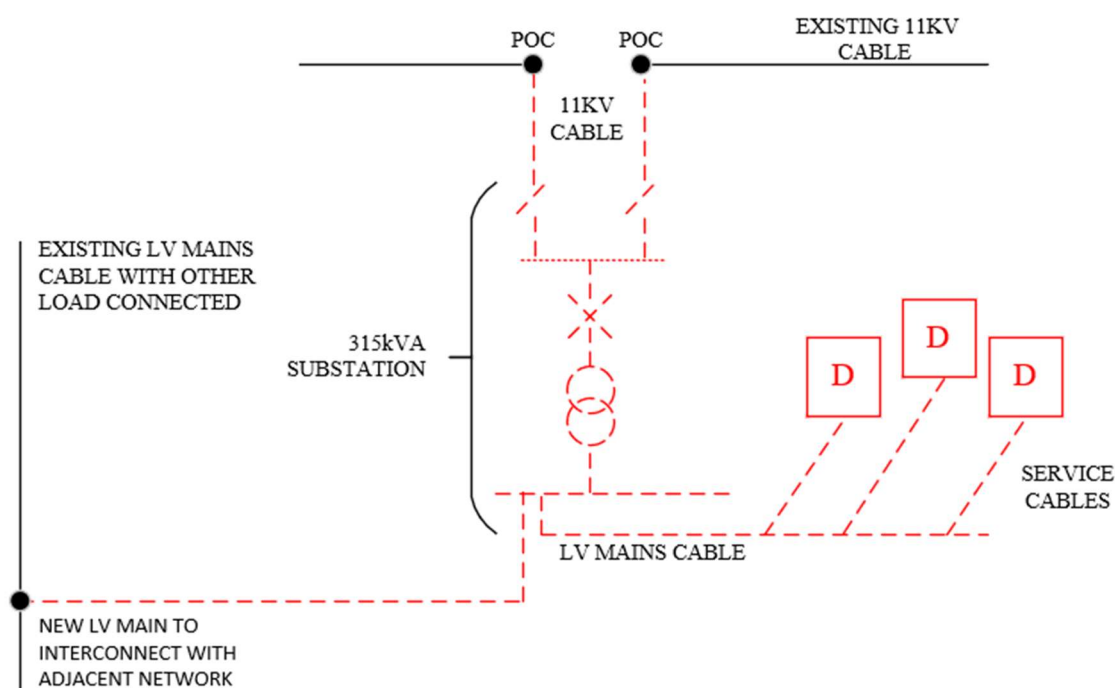 POC
POC
EXISTING 11KV
CABLE
11KV
CABLE
EXISTING LV MAINS
CABLE WITH OTHER
LOAD CONNECTED
315kVA
SUBSTATION
D
D
D
SERVICE
CABLES
LV MAINS CABLE
NEW LV MAIN TO
INTERCONNECT WITH
ADJACENT NETWORK